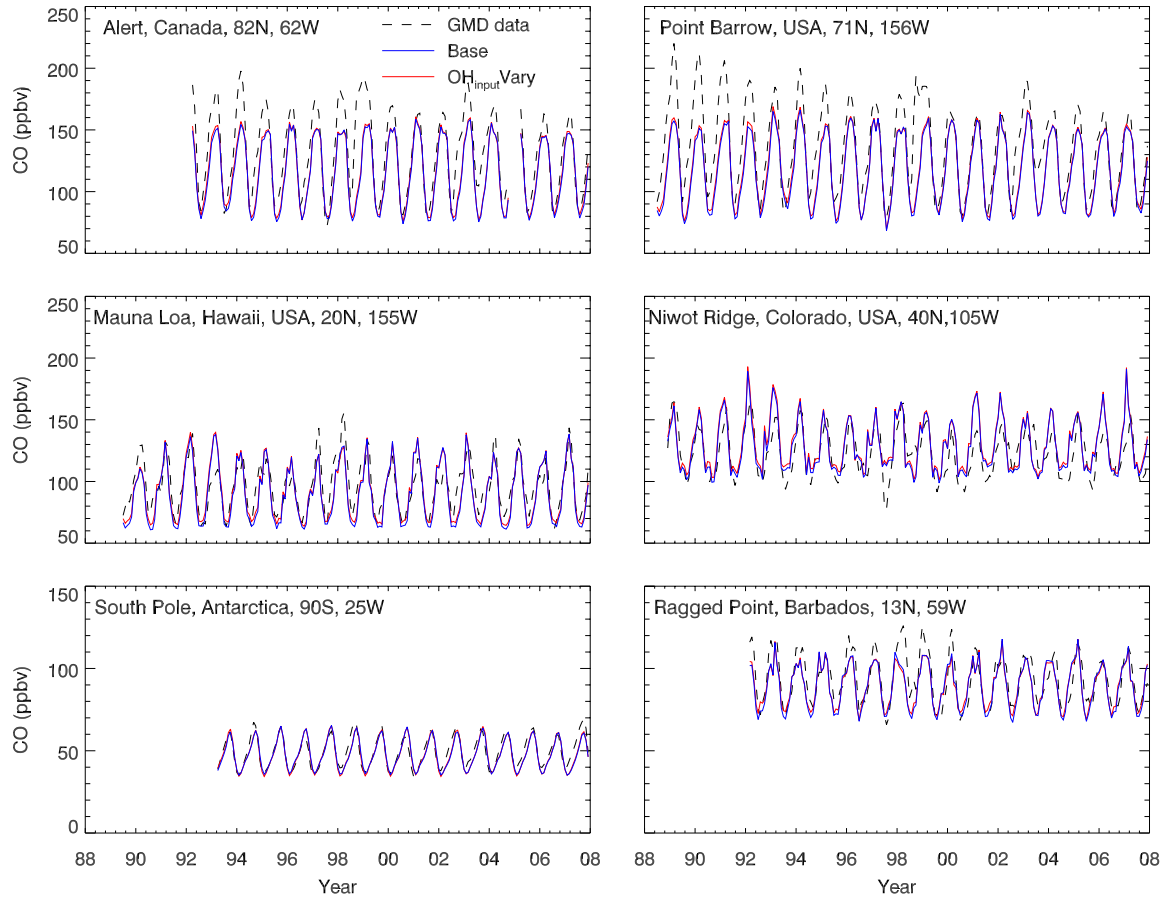 Alert, Canada, 82N, 62W
GMD data
Base
OHinputVary
CO (ppbv)
250
200
150
100
50
Point Barrow, USA, 71N, 156W
Mauna Loa, Hawaii, USA, 20N, 155W
CO (ppbv)
250
200
150
100
50
Niwot Ridge, Colorado, USA, 40N,105W
South Pole, Antarctica, 90S, 25W
CO (ppbv)
150
100
50
0
88 90 92 94 96 98 00 02 04 06 08
Year
Ragged Point, Barbados, 13N, 59W
88 90 92 94 96 98 00 02 04 06 08
Year